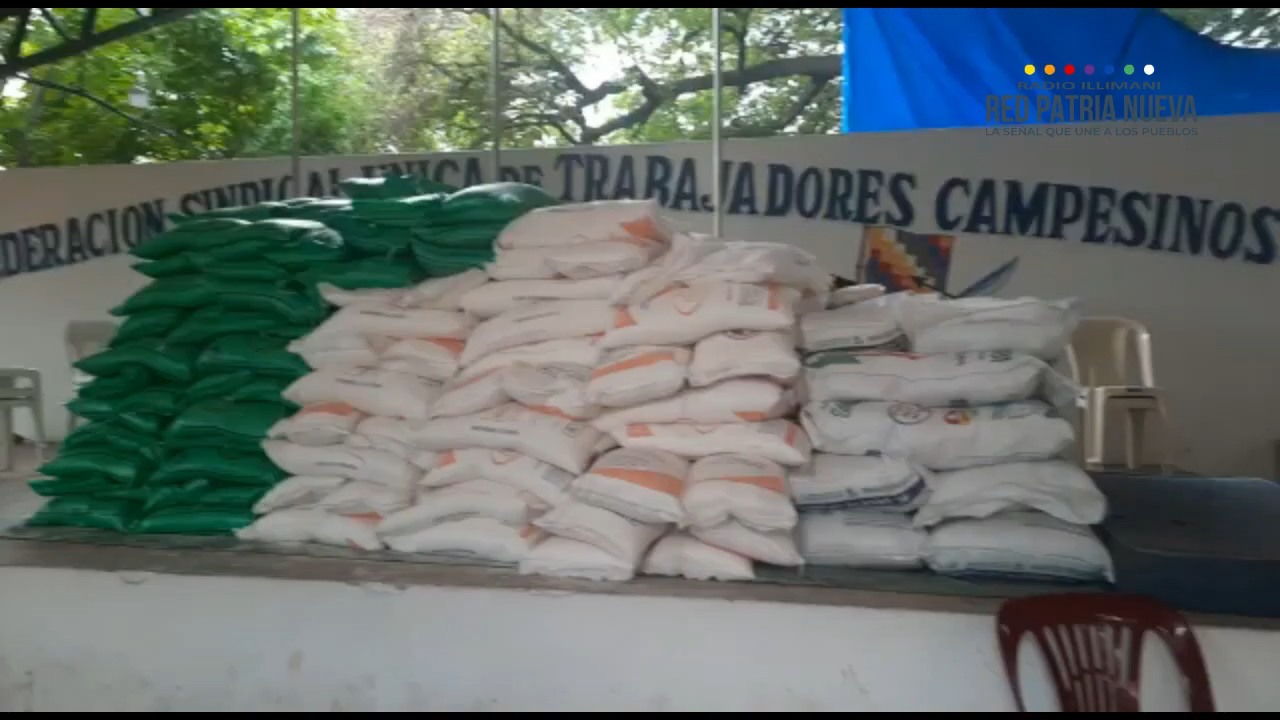 RADIO ILLIMANI
RED PATRIA NUEVA
LA SEÑAL QUE UNE A LOS PUEBLOS
DERACION SINDICAL UNICA DE TRABAJADORES CAMPESINOS